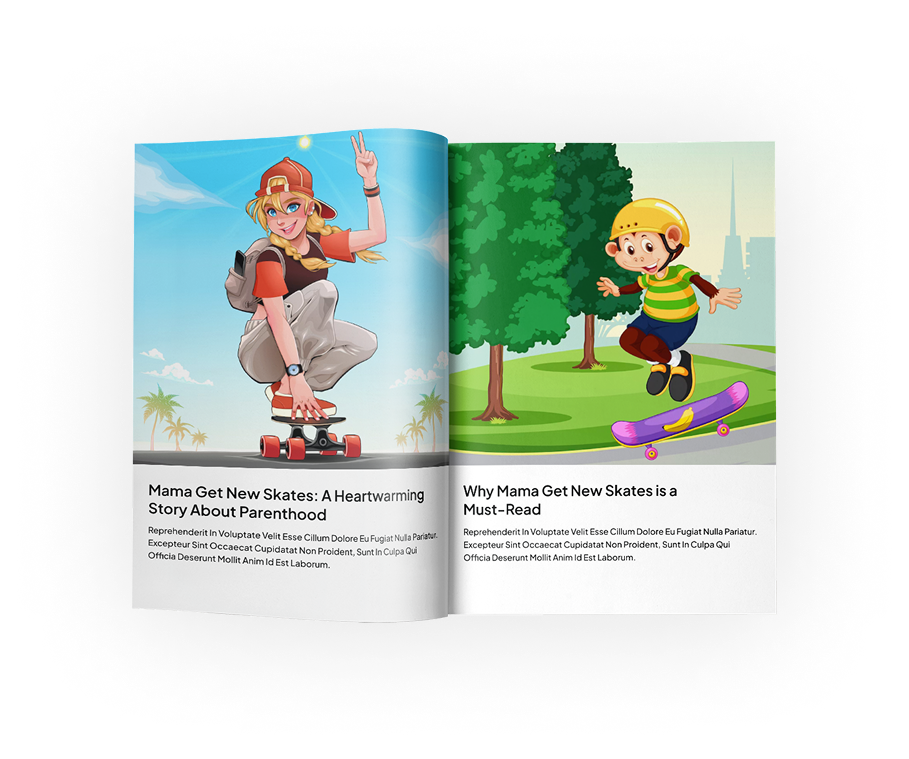 Mama Get New Skates: A Heartwarming
Story About Parenthood
Reprehenderit In Voluptate Velit Esse Cillum Dolore Eu Fugiat Nulla Pariatur.
Excepteur Sint Occaecat Cupidatat Non Proident, Sunt In Culpa Qui
Officia Deserunt Mollit Anim Id Est Laborum.
Why Mama Get New Skates is a
Must-Read
Reprehenderit In Voluptate Velit Esse Cillum Dolore Eu Fugiat Nulla Pariatur.
Excepteur Sint Occaecat Cupidatat Non Proident, Sunt In Culpa Qui
Officia Deserunt Mollit Anim Id Est Laborum.